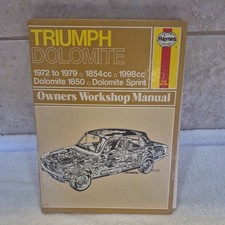 TRIUMPH
DOLOMITE
Haynes
1972 to 1979 □ 1854cc □ 1998cc
Dolomite 1850 □ Dolomite Sprint
Owners Workshop Manual